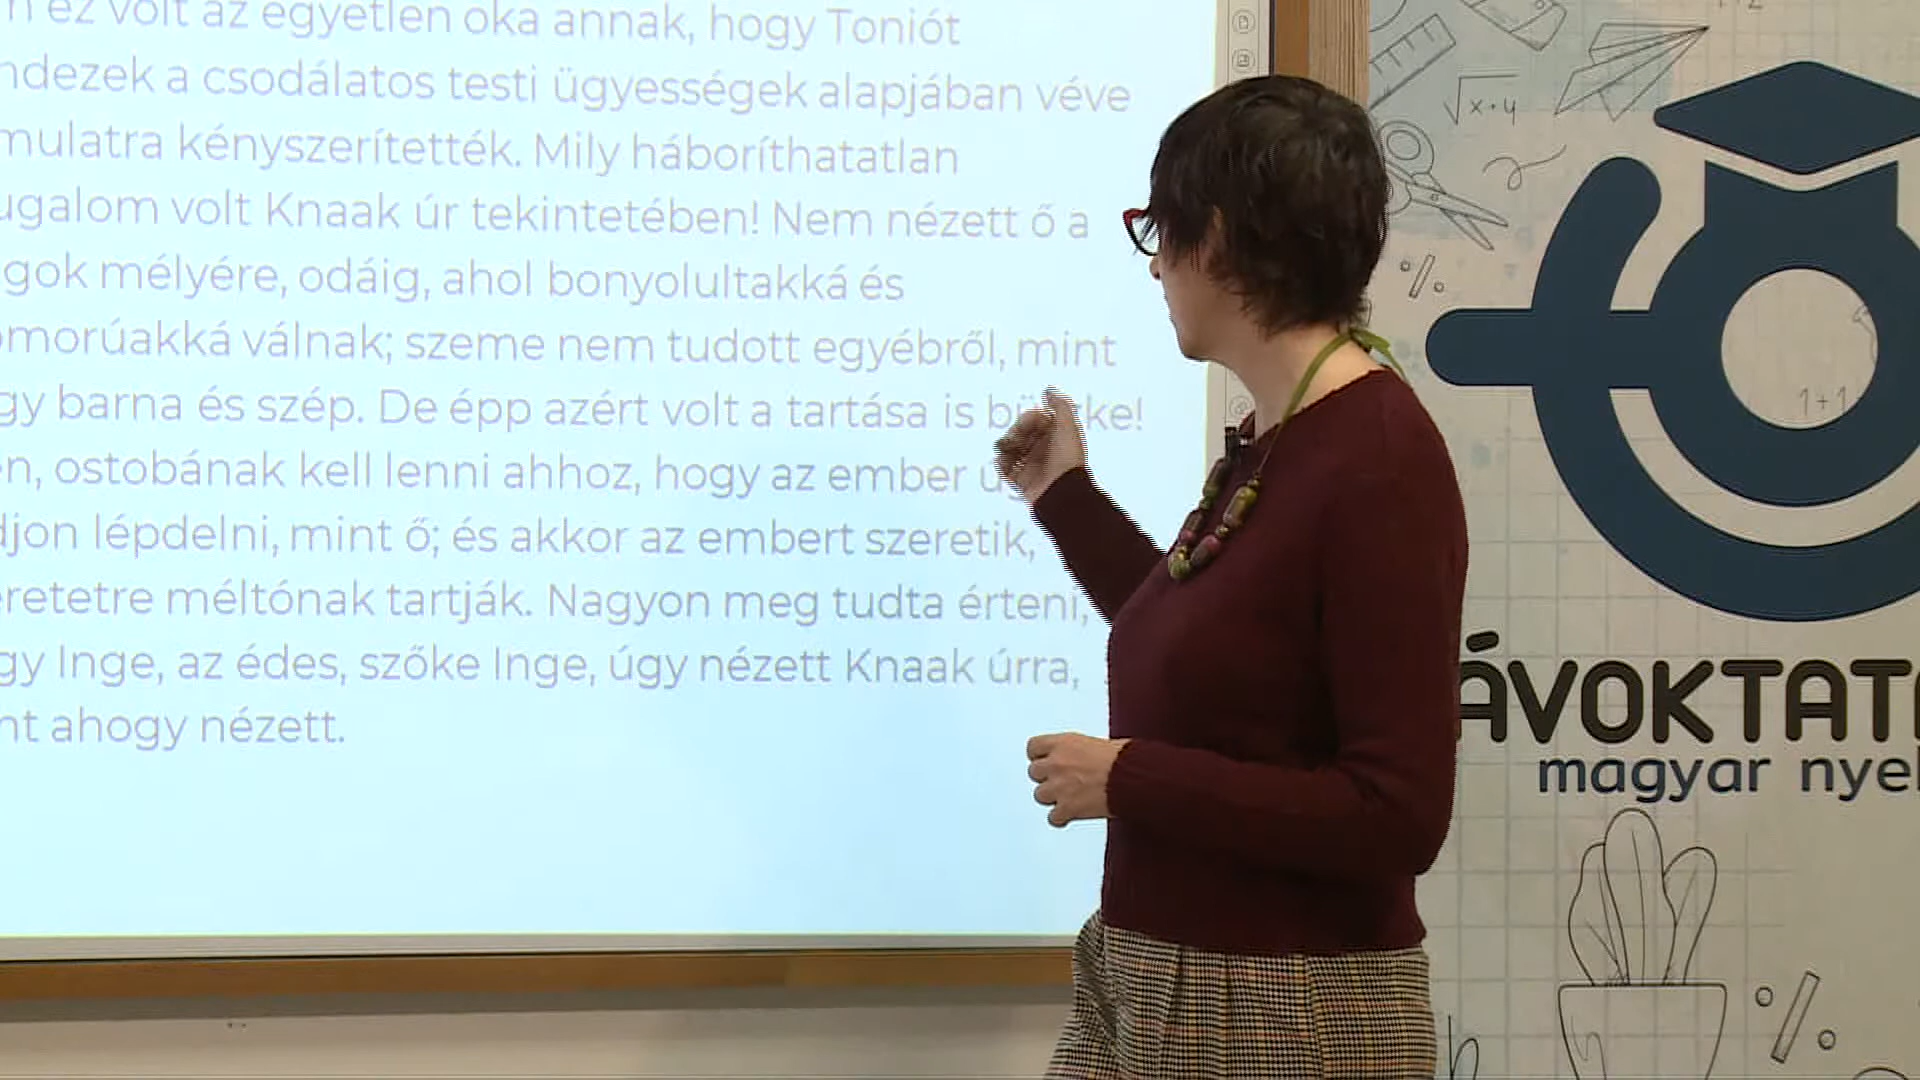 ez volt az egyetlen oka annak, hogy Toniót
ndezek a csodálatos testi ügyességek alapjában véve
mulatra kényszerítették. Mily háboríthatatlan
ugalom volt Knaak úr tekintetében! Nem nézett ő a
gok mélyére, odáig, ahol bonyolultakká és
omorúakká válnak; szeme nem tudott egyébről, mint
gy barna és szép. De épp azért volt a tartása is
en, ostobának kell lenni ahhoz, hogy az ember
djon lépdelni, mint ő; és akkor az embert szeretik,
eretetre méltónak tartják. Nagyon meg tudta érteni,
gy Inge, az édes, szőke Inge, úgy nézett Knaak úrra,
nt ahogy nézett.
√x+4
1+1
ÁVOKTAT
magyar nyel